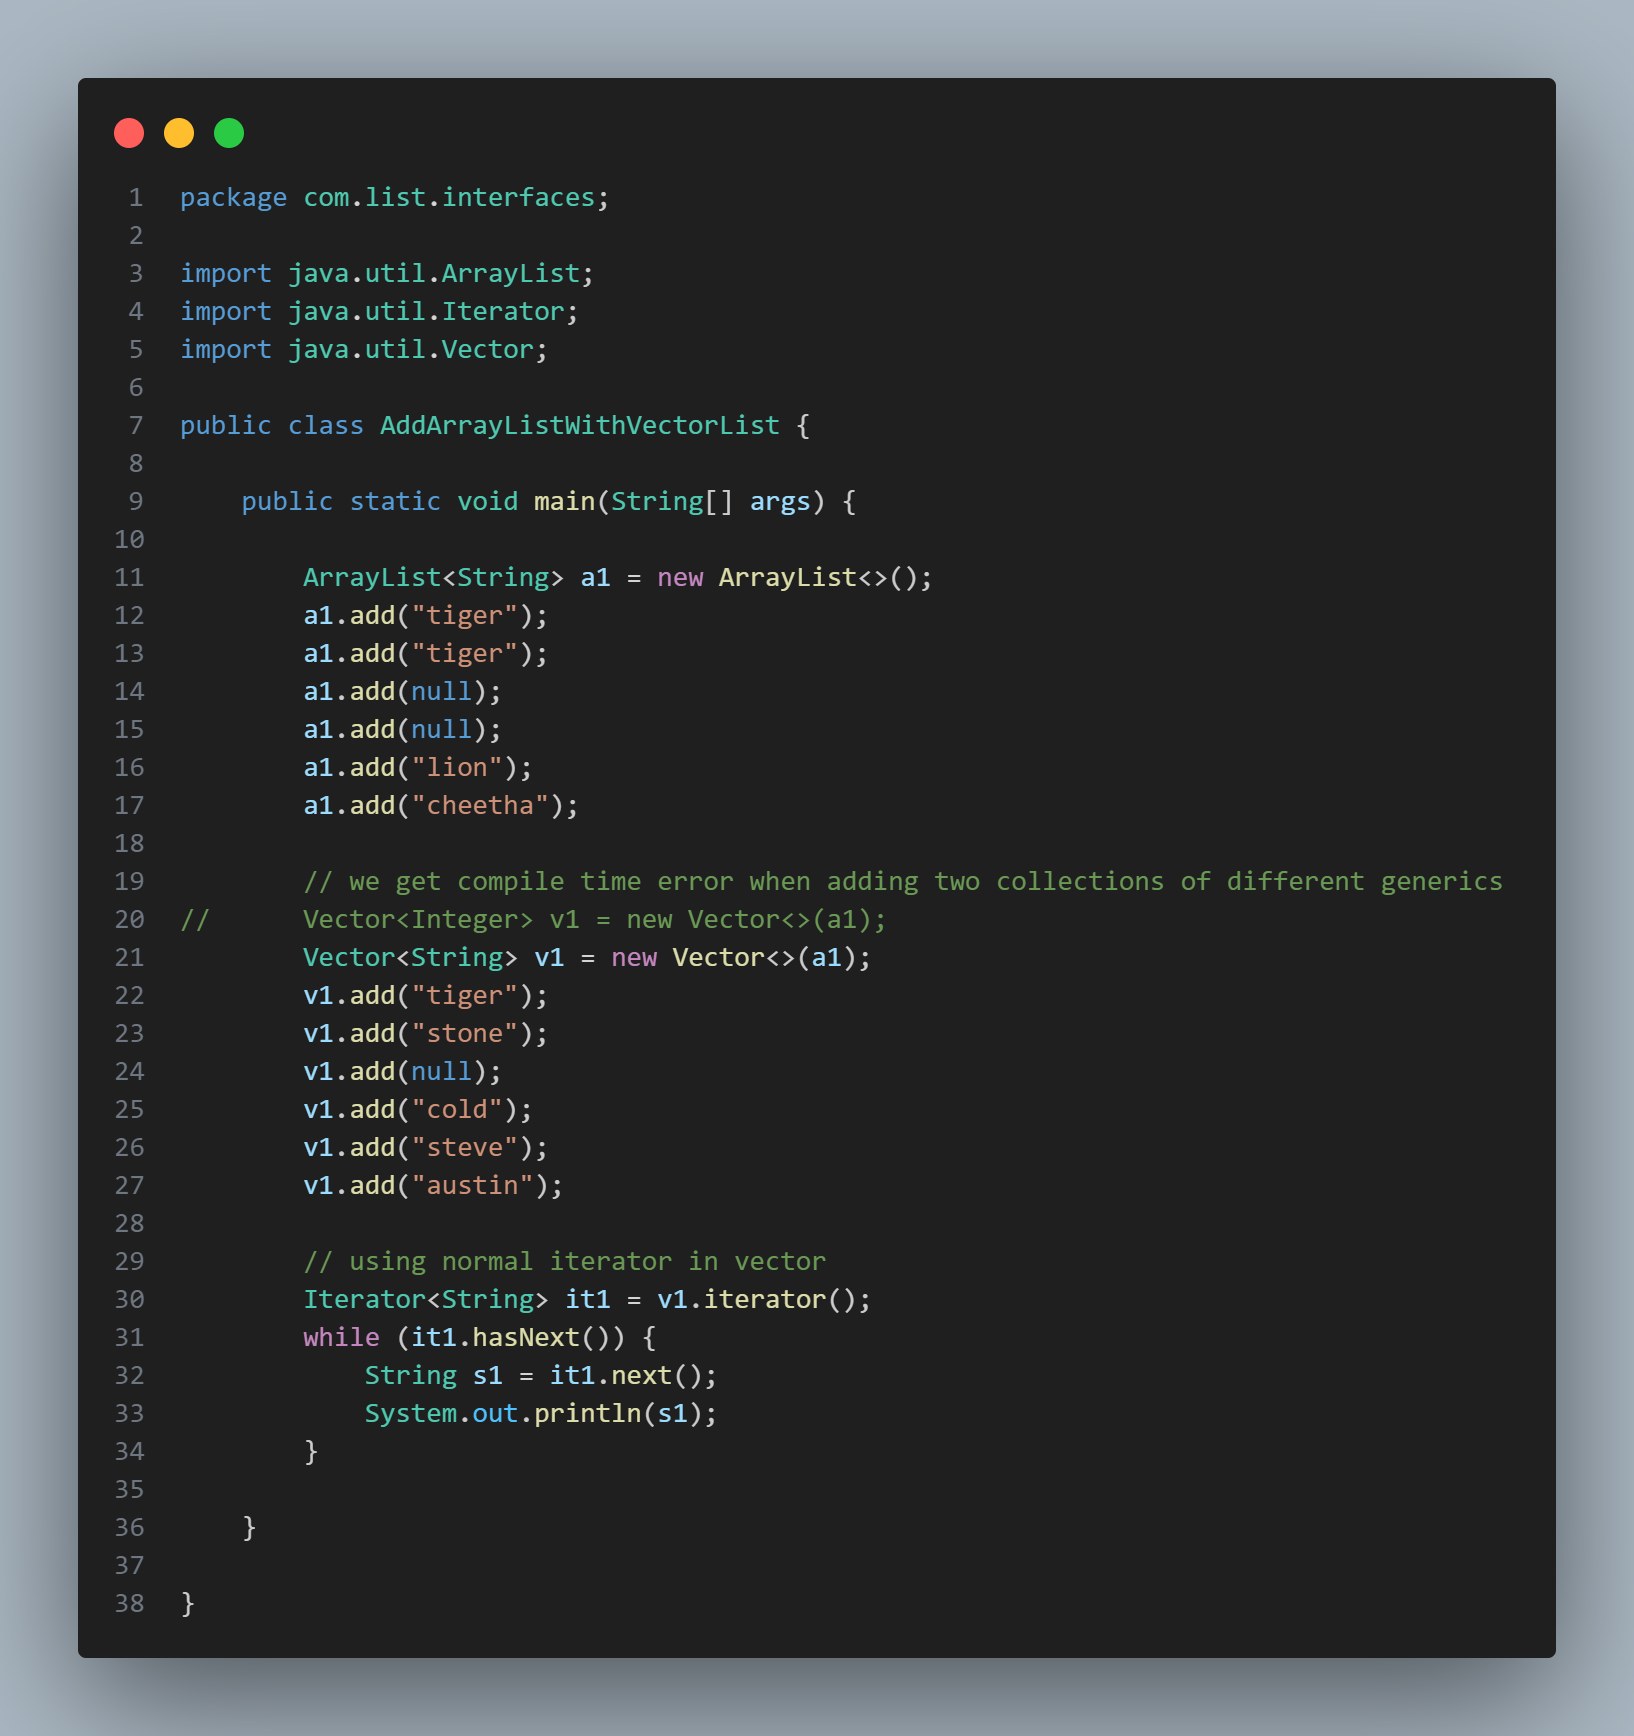 1 package com.list.interfaces;
2
3 import java.util.ArrayList;
4 import java.util.Iterator;
5 import java.util.Vector;
6
7 public class AddArrayListWithVectorList {
8
9     public static void main(String[] args) {
10
11         ArrayList<String> a1 = new ArrayList<>();
12         a1.add("tiger");
13         a1.add("tiger");
14         a1.add(null);
15         a1.add(null);
16         a1.add("lion");
17         a1.add("cheetha");
18
19         // we get compile time error when adding two collections of different generics
20 //      Vector<Integer> v1 = new Vector<>(a1);
21         Vector<String> v1 = new Vector<>(a1);
22         v1.add("tiger");
23         v1.add("stone");
24         v1.add(null);
25         v1.add("cold");
26         v1.add("steve");
27         v1.add("austin");
28
29         // using normal iterator in vector
30         Iterator<String> it1 = v1.iterator();
31         while (it1.hasNext()) {
32             String s1 = it1.next();
33             System.out.println(s1);
34         }
35
36     }
37
38 }